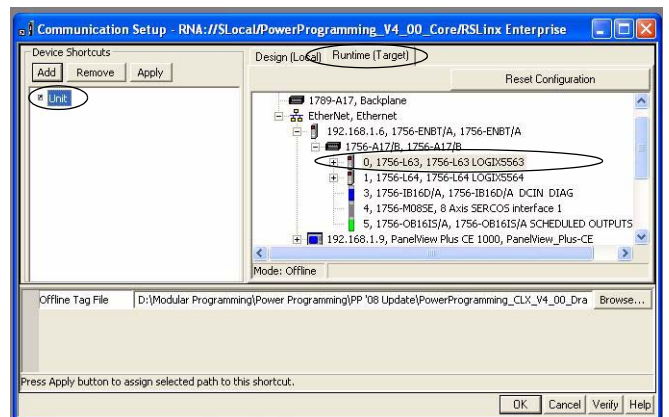 Communication Setup - RNA://$Local/PowerProgramming_V4_00_Core/RSLinx Enterprise
Device Shortcuts
Add Remove Apply
Unit
Design (Local) Runtime (Target)
Reset Configuration
1789-A17, Backplane
EtherNet, Ethernet
192.168.1.6, 1756-ENBT/A, 1756-ENBT/A
1756-A17/B, 1756-A17/B
0, 1756-L63, 1756-L63 LOGIX5563
1, 1756-L64, 1756-L64 LOGIX5564
3, 1756-IB16D/A, 1756-IB16D/A DCIN DIAG
4, 1756-M08SE, 8 Axis SERCOS interface 1
5, 1756-OB16IS/A, 1756-OB16IS/A SCHEDULED OUTPUTS
192.168.1.9, PanelView Plus CE 1000, PanelView_Plus-CE
Mode: Offline
Offline Tag File D:\Modular Programming\Power Programming\PP '08 Update\PowerProgramming_CLX_V4_00_Dra Browse...
Press Apply button to assign selected path to this shortcut.
OK Cancel Verify Help